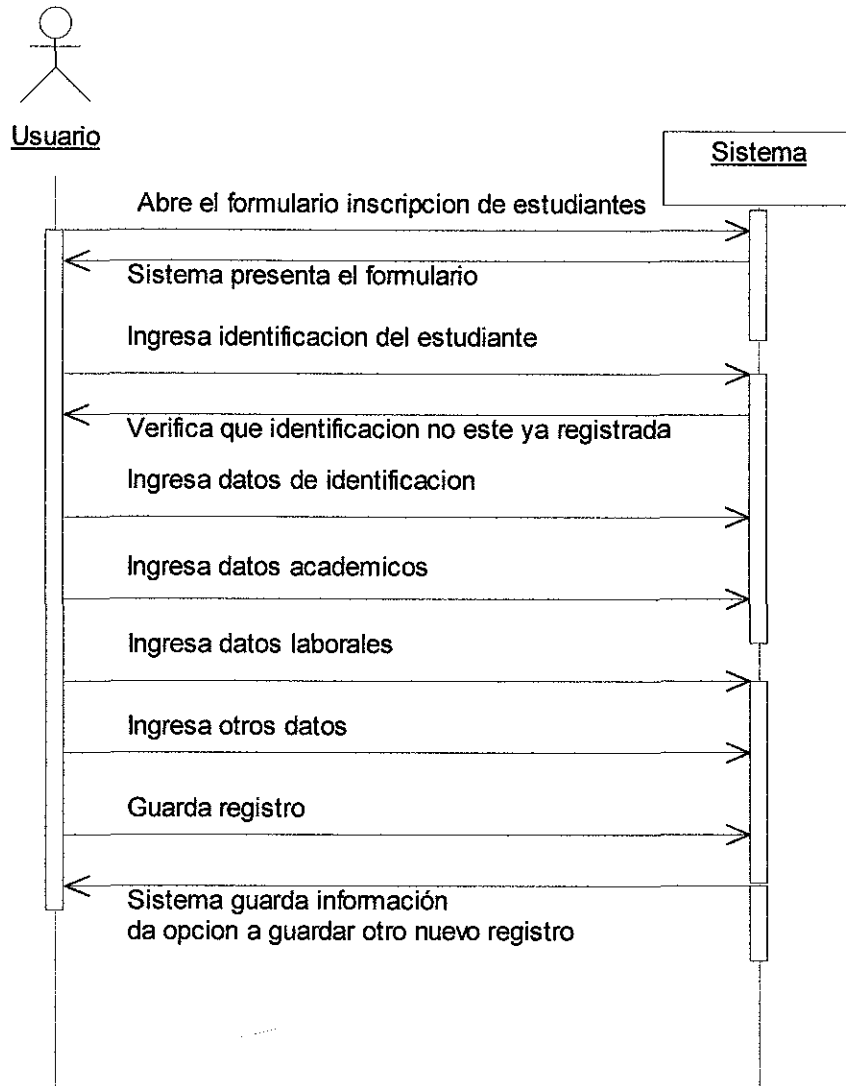 Usuario
Sistema
Abre el formulario inscripcion de estudiantes
Sistema presenta el formulario
Ingresa identificacion del estudiante
Verifica que identificacion no este ya registrada
Ingresa datos de identificacion
Ingresa datos academicos
Ingresa datos laborales
Ingresa otros datos
Guarda registro
Sistema guarda información
da opcion a guardar otro nuevo registro